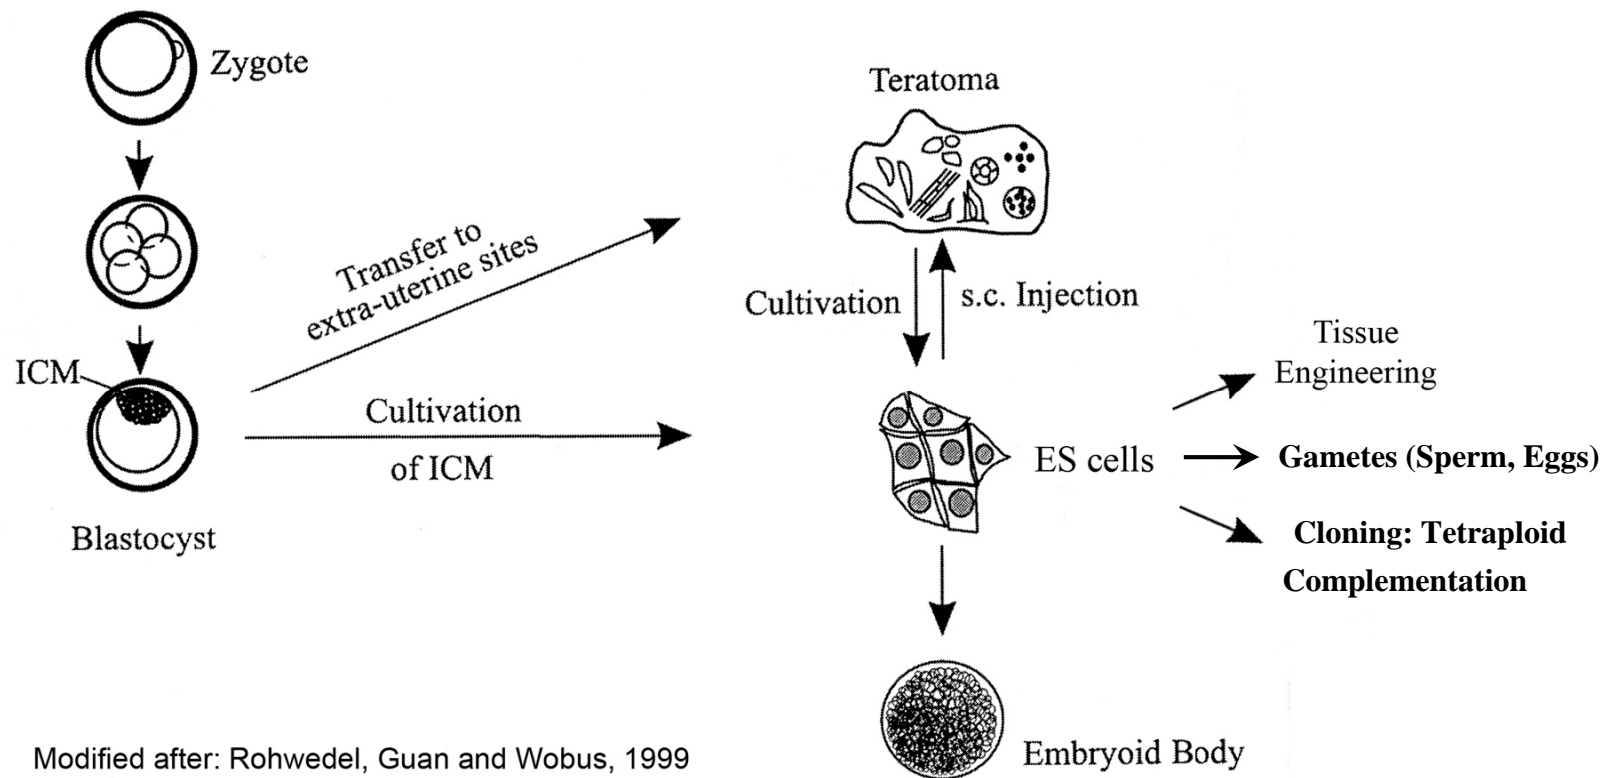 Zygote
ICM
Blastocyst
Transfer to
extra-uterine sites
Cultivation
of ICM
Teratoma
Cultivation
s.c. Injection
ES cells
Embryoid Body
Tissue
Engineering
Gametes (Sperm, Eggs)
Cloning: Tetraploid
Complementation
Modified after: Rohwedel, Guan and Wobus, 1999